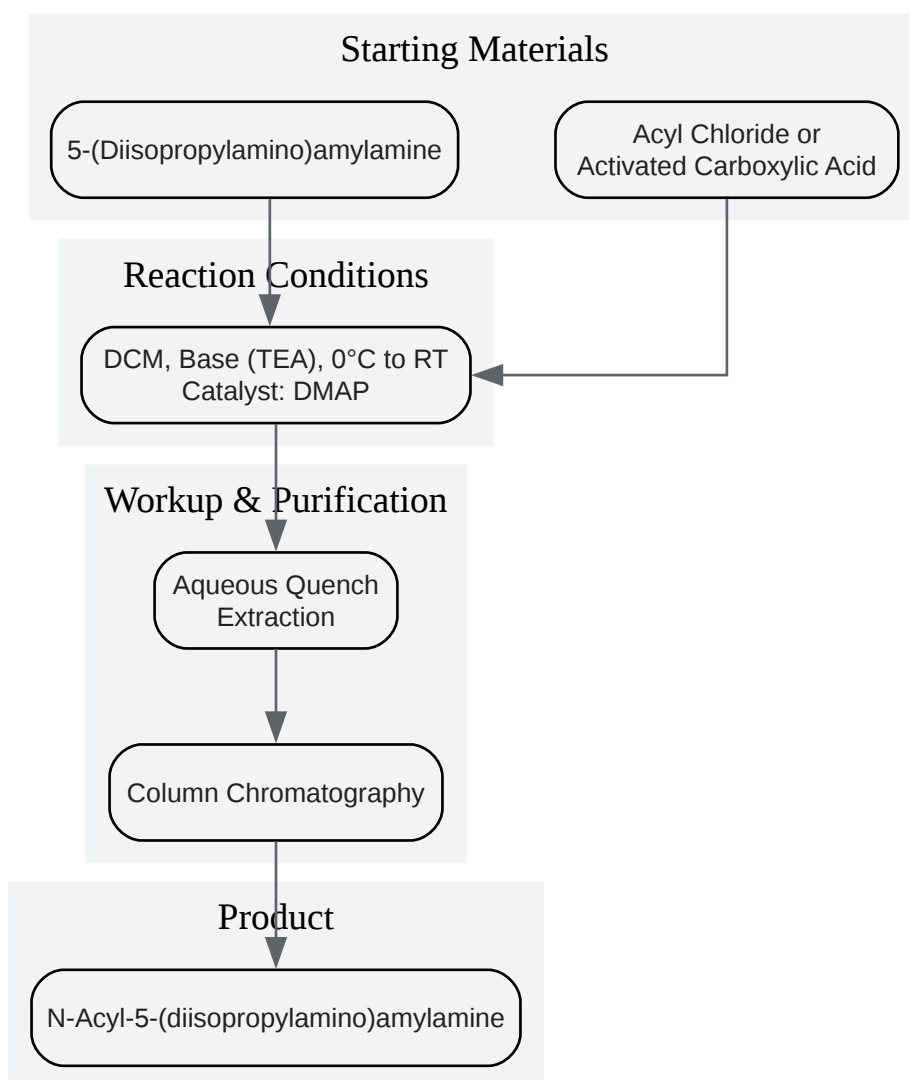 Starting Materials
5-(Diisopropylamino)amylamine
Acyl Chloride or
Activated Carboxylic Acid
Reaction Conditions
DCM, Base (TEA), 0°C to RT
Catalyst: DMAP
Workup & Purification
Aqueous Quench
Extraction
Column Chromatography
Product
N-Acyl-5-(diisopropylamino)amylamine